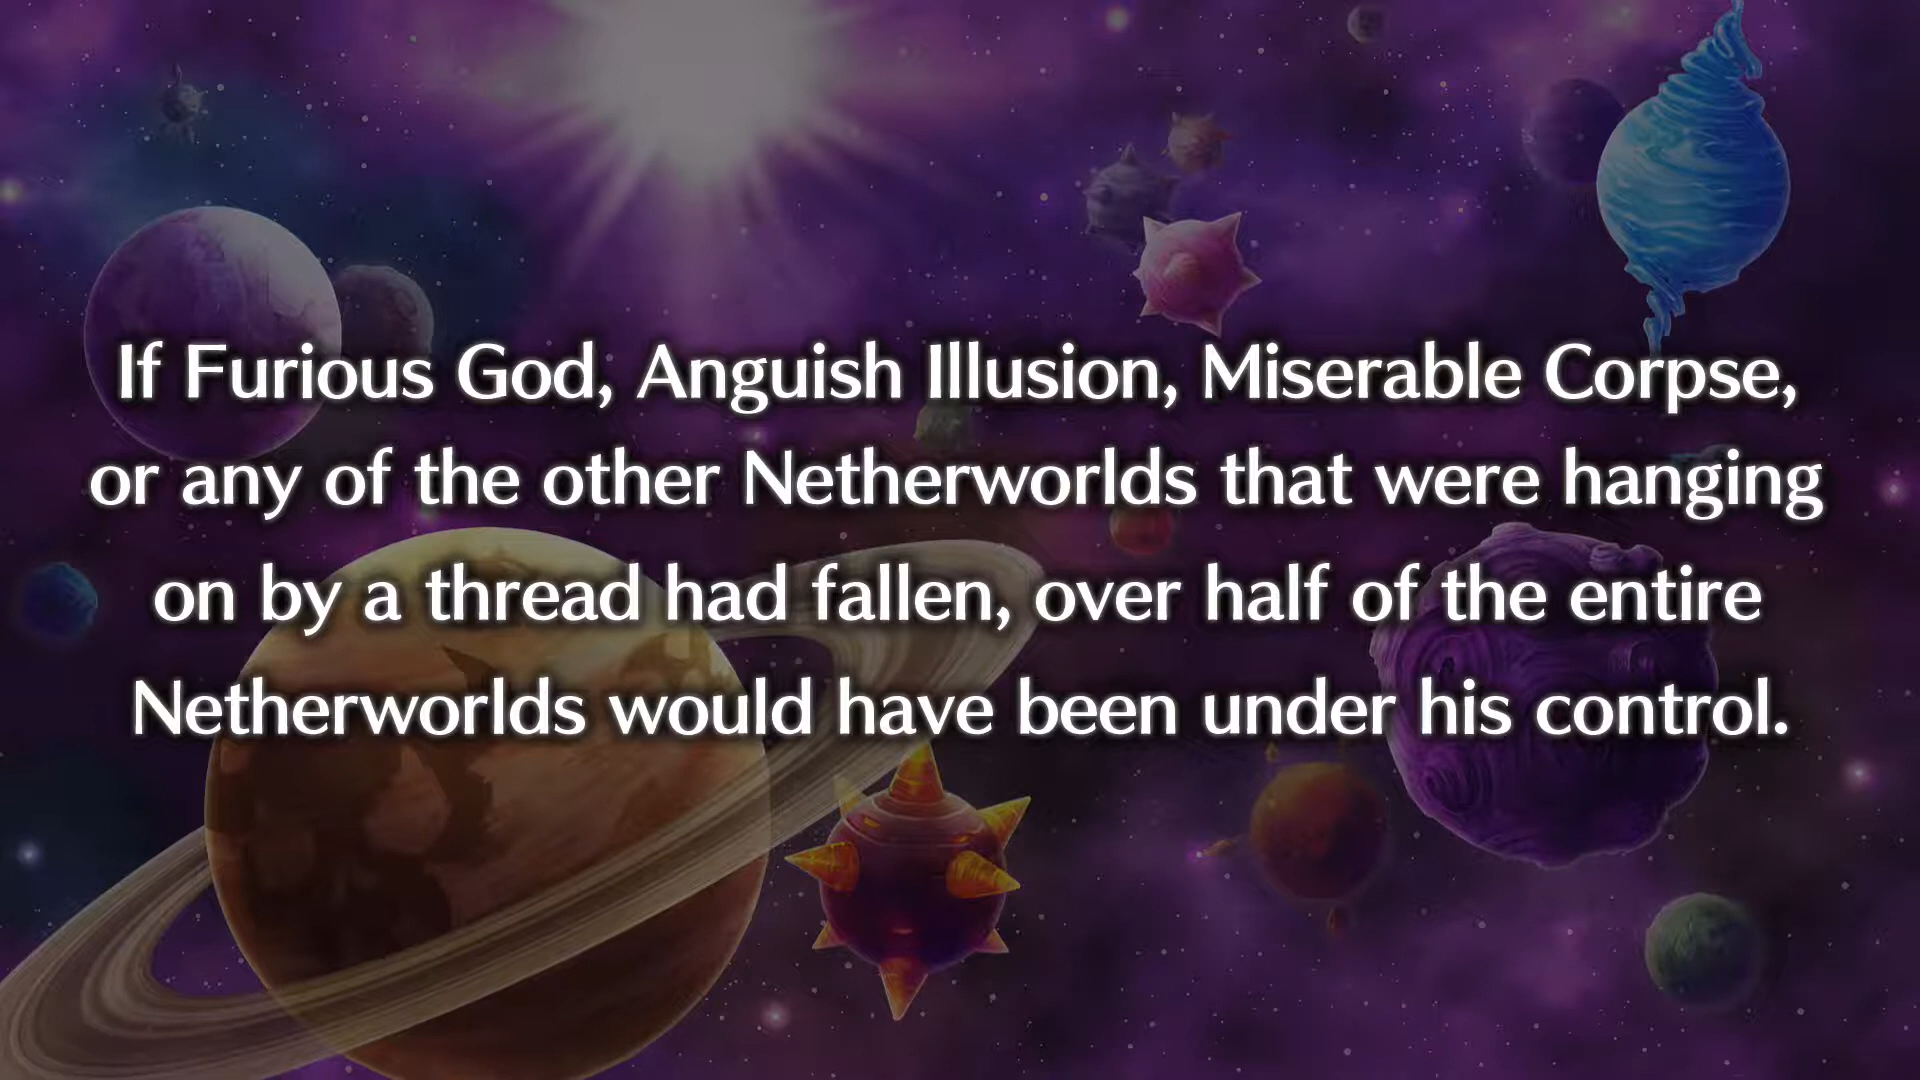 If Furious God, Anguish Illusion, Miserable Corpse,
or any of the other Netherworlds that were hanging
on by a thread had fallen, over half of the entire
Netherworlds would have been under his control.